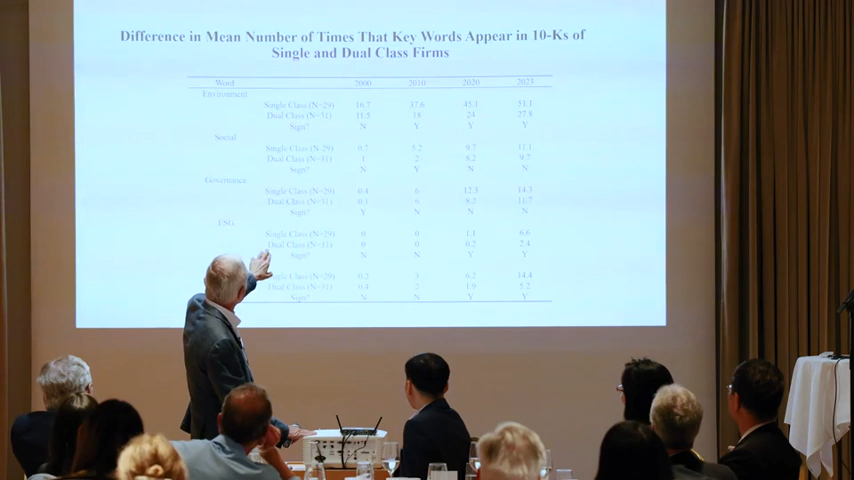 Difference in Mean Number of Times That Key Words Appear in 10-Ks of
Single and Dual Class Firms
Word 2000 2010 2020 2023
Environment
Single Class (N=29) 16.7 37.6 45.1 51.1
Dual Class (N=31) 11.5 18 24 27.8
Sign? N Y Y Y
Social
Single Class (N=29) 0.7 5.2 9.7 11.1
Dual Class (N=31) 1 2 8.2 9.7
Sign? N Y N N
Governance
Single Class (N=29) 0.4 6 12.5 14.3
Dual Class (N=31) 0.1 6 8.2 11.7
Sign? Y N N N
ESG
Single Class (N=29) 0 0 1.1 6.6
Dual Class (N=31) 0 0 0.2 2.4
Sign? N N Y Y
Single Class (N=29) 0.2 3 6.2 14.4
Dual Class (N=31) 0.4 2 1.9 5.2
Sign? N N Y Y